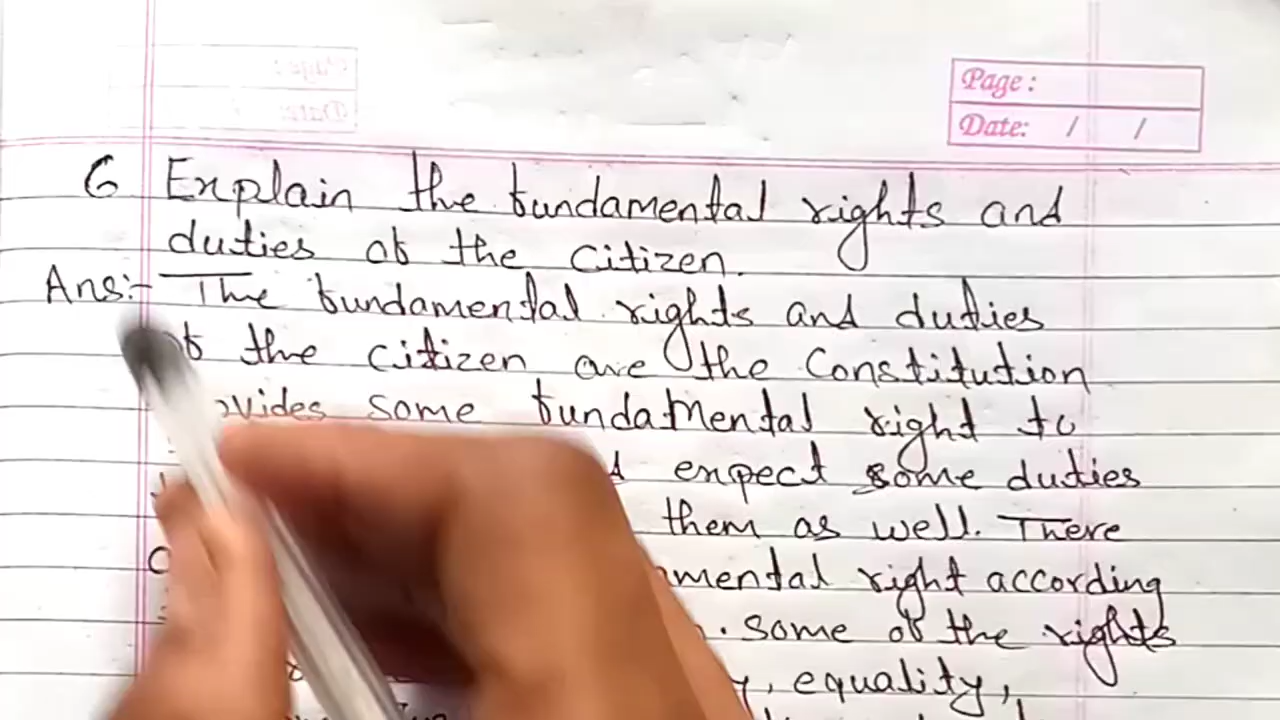 Page :
Date: / /
6 Explain the fundamental rights and
duties of the citizen.
Ans:- The fundamental rights and duties
of the citizen are the Constitution
some fundamental right to
expect some duties
them as well. There
right according
some of the rights
equality,